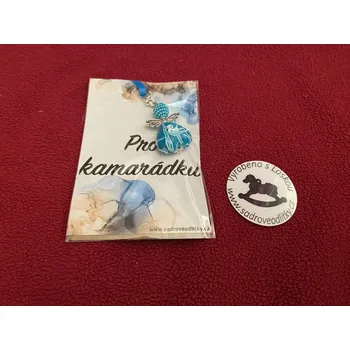 Pro
kamarádku
www.sadroveodlitky.cz
Vyrobeno s Láskou
www.sadroveodlitky.cz